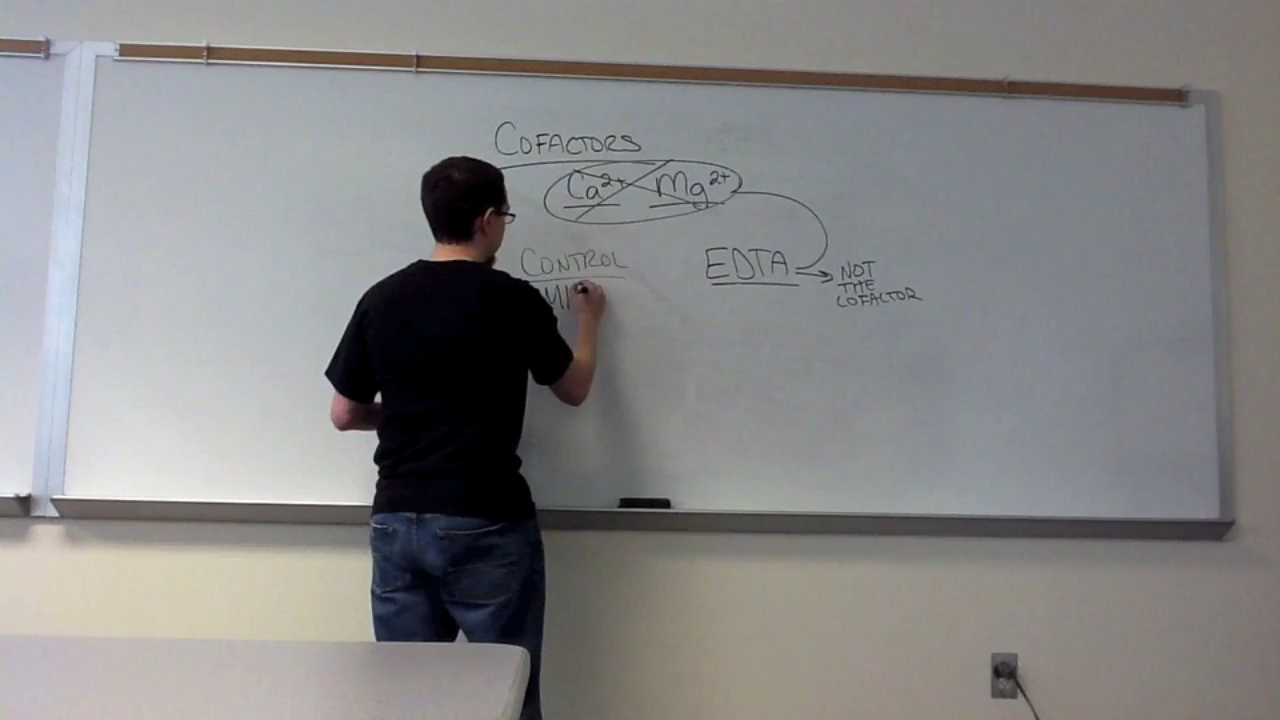 COFACTORS
Ca²⁺ Mg²⁺
CONTROL
EDTA
NOT
THE
COFACTOR